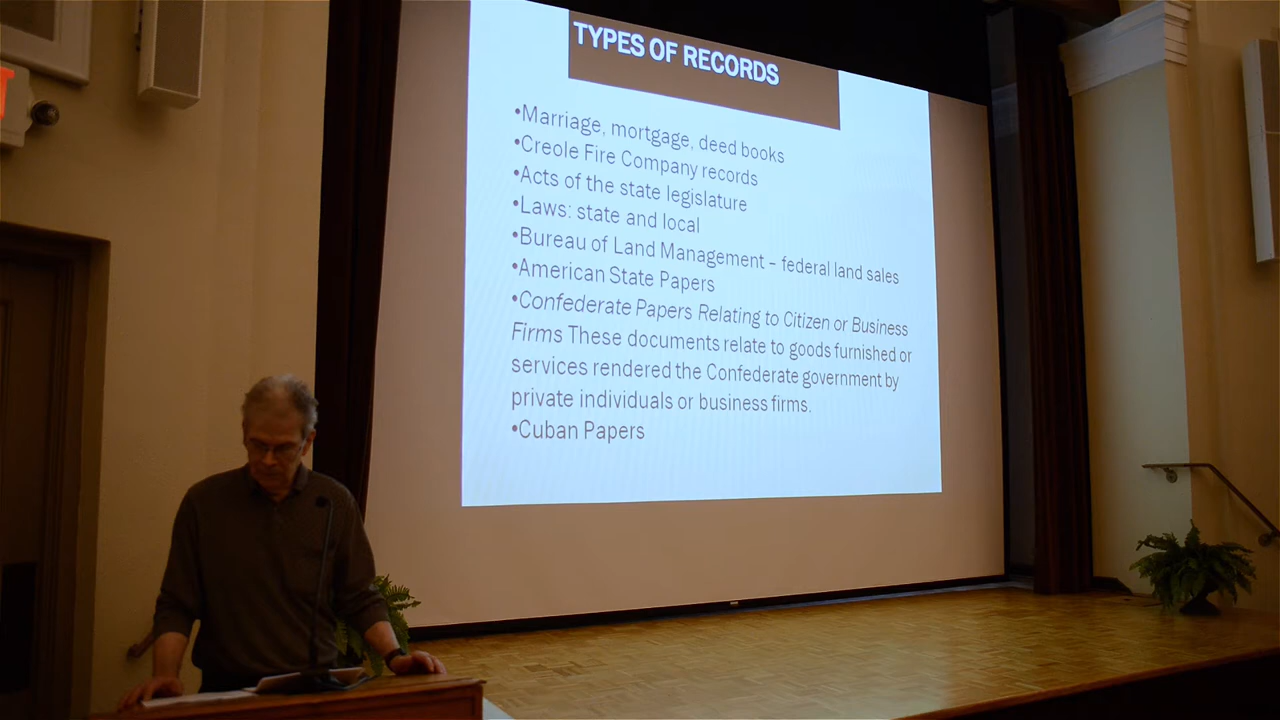 TYPES OF RECORDS
•Marriage, mortgage, deed books
•Creole Fire Company records
•Acts of the state legislature
•Laws: state and local
•Bureau of Land Management – federal land sales
•American State Papers
•Confederate Papers Relating to Citizen or Business
Firms These documents relate to goods furnished or
services rendered the Confederate government by
private individuals or business firms.
•Cuban Papers